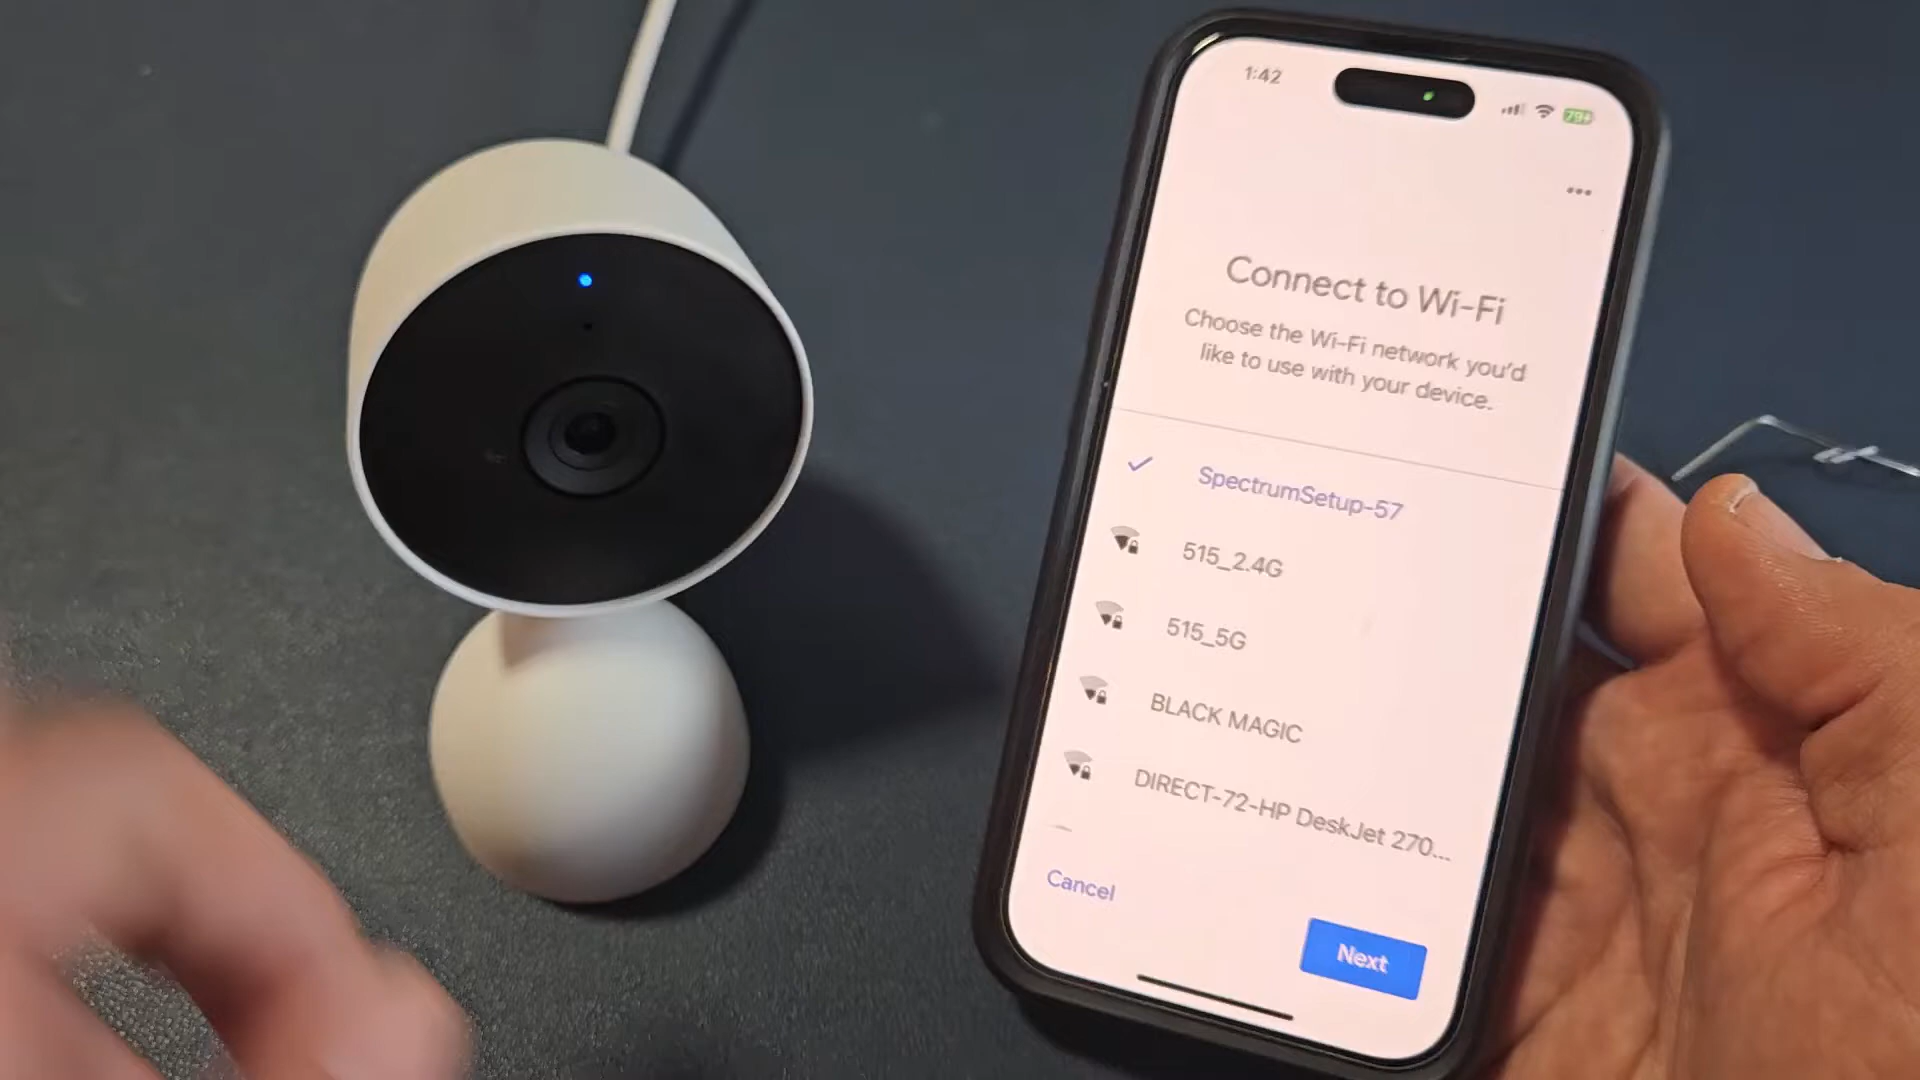 1:42
79+
Connect to Wi-Fi
Choose the Wi-Fi network you'd
like to use with your device.
SpectrumSetup-57
515_2.4G
515_5G
BLACK MAGIC
DIRECT-72-HP DeskJet 270...
Cancel
Next